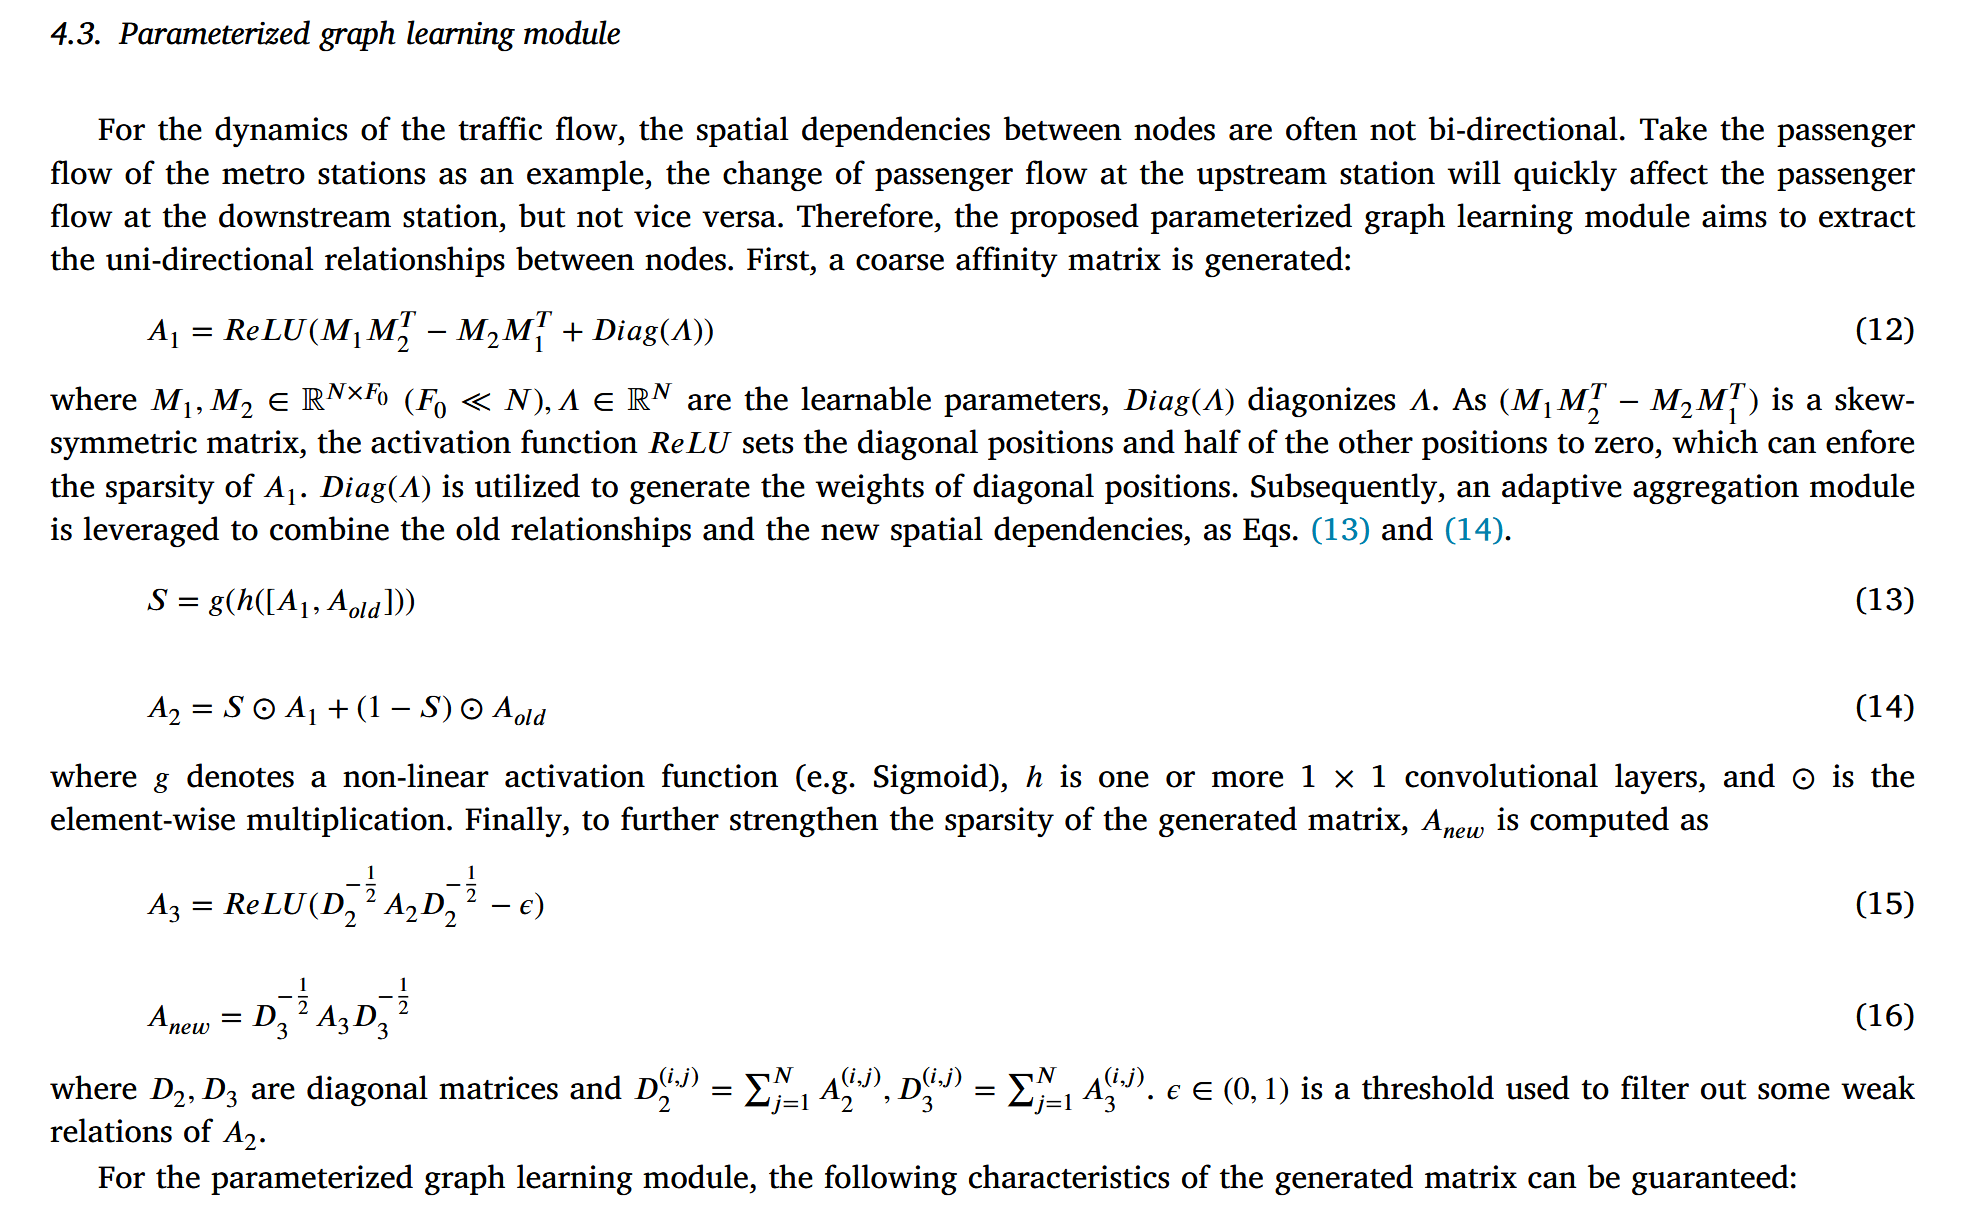 4.3. Parameterized graph learning module
For the dynamics of the traffic flow, the spatial dependencies between nodes are often not bi-directional. Take the passenger
flow of the metro stations as an example, the change of passenger flow at the upstream station will quickly affect the passenger
flow at the downstream station, but not vice versa. Therefore, the proposed parameterized graph learning module aims to extract
the uni-directional relationships between nodes. First, a coarse affinity matrix is generated:
$A_1 = ReLU(M_1 M_2^T - M_2 M_1^T + Diag(\Lambda))$ (12)
where $M_1, M_2 \in \mathbb{R}^{N \times F_0}$ $(F_0 \ll N), \Lambda \in \mathbb{R}^N$ are the learnable parameters, $Diag(\Lambda)$ diagonizes $\Lambda$. As $(M_1 M_2^T - M_2 M_1^T)$ is a skew-
symmetric matrix, the activation function $ReLU$ sets the diagonal positions and half of the other positions to zero, which can enfore
the sparsity of $A_1$. $Diag(\Lambda)$ is utilized to generate the weights of diagonal positions. Subsequently, an adaptive aggregation module
is leveraged to combine the old relationships and the new spatial dependencies, as Eqs. (13) and (14).
$S = g(h([A_1, A_{old}]))$ (13)
$A_2 = S \odot A_1 + (1 - S) \odot A_{old}$ (14)
where $g$ denotes a non-linear activation function (e.g. Sigmoid), $h$ is one or more $1 \times 1$ convolutional layers, and $\odot$ is the
element-wise multiplication. Finally, to further strengthen the sparsity of the generated matrix, $A_{new}$ is computed as
$A_3 = ReLU(D_2^{-\frac{1}{2}} A_2 D_2^{-\frac{1}{2}} - \epsilon)$ (15)
$A_{new} = D_3^{-\frac{1}{2}} A_3 D_3^{-\frac{1}{2}}$ (16)
where $D_2, D_3$ are diagonal matrices and $D_2^{(i,j)} = \sum_{j=1}^N A_2^{(i,j)}, D_3^{(i,j)} = \sum_{j=1}^N A_3^{(i,j)}$. $\epsilon \in (0, 1)$ is a threshold used to filter out some weak
relations of $A_2$.
For the parameterized graph learning module, the following characteristics of the generated matrix can be guaranteed: